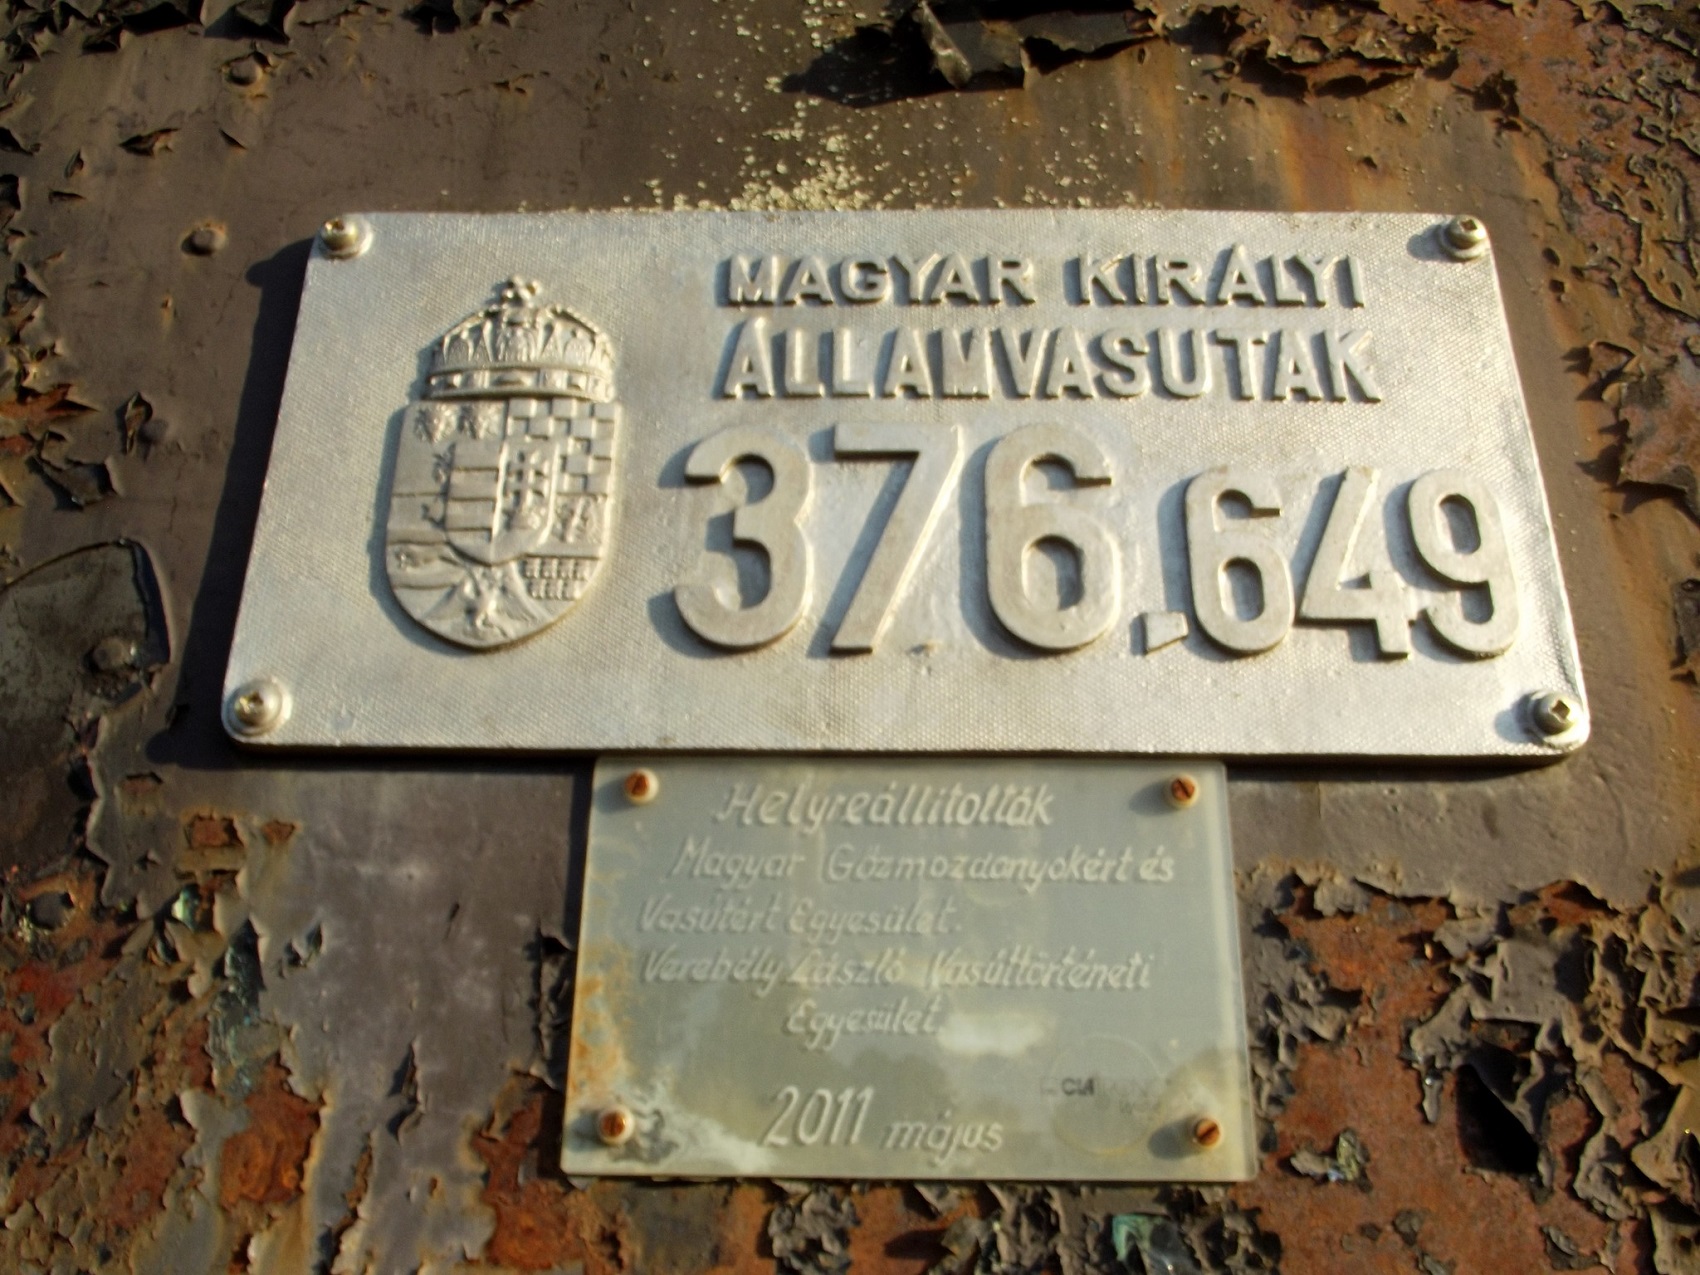 MAGYAR KIRÁLYI
ÁLLAMVASUTAK
376.649
Helyreállították
Magyar Gőzmozdonyokért és
Vasútért Egyesület.
Verebély László Vasúttörténeti
Egyesület
2011 május